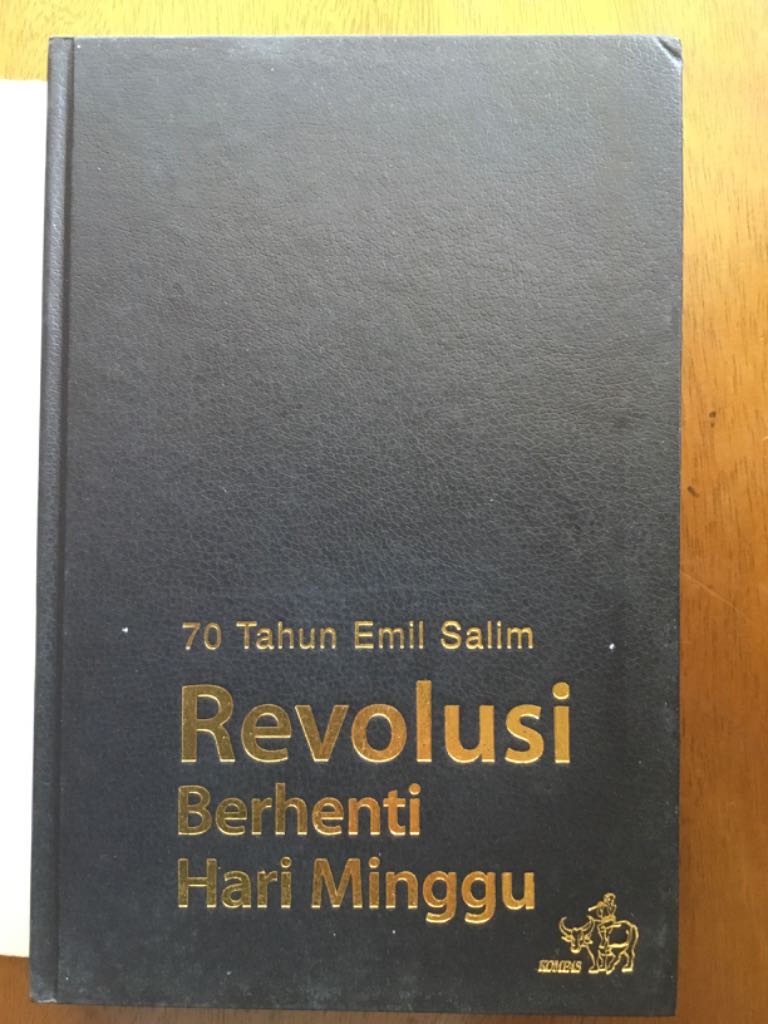 70 Tahun Emil Salim
Revolusi
Berhenti
Hari Minggu
KOMPAS